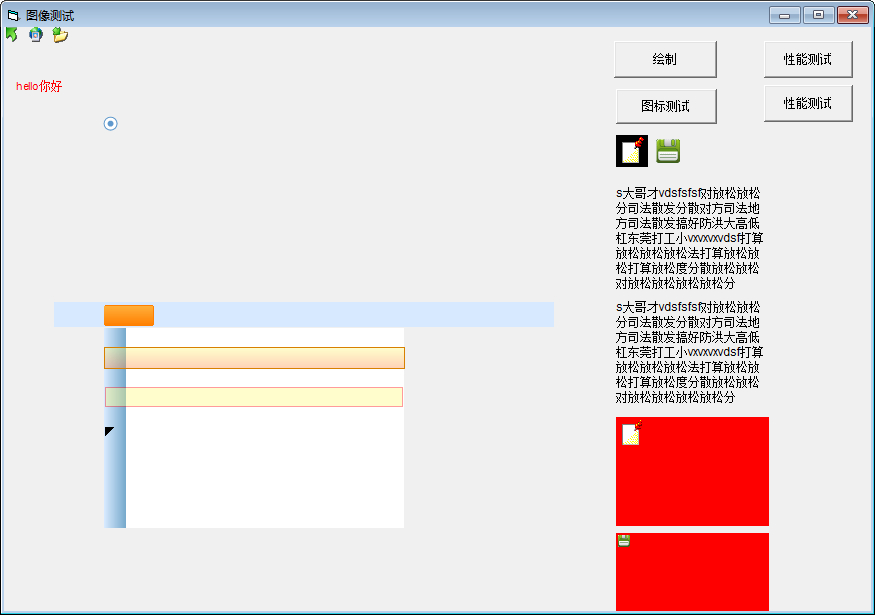 图像测试
hello你好
绘制
性能测试
图标测试
性能测试
s大哥才vdsfsfsf对放松放松
分司法散发分散对方司法地
方司法散发搞好防洪大高低
杠东莞打工小vxvxvxvdsf打算
放松放松放松法打算放松放
松打算放松度分散放松放松
对放松放松放松放松分
s大哥才vdsfsfsf对放松放松
分司法散发分散对方司法地
方司法散发搞好防洪大高低
杠东莞打工小vxvxvxvdsf打算
放松放松放松法打算放松放
松打算放松度分散放松放松
对放松放松放松放松分